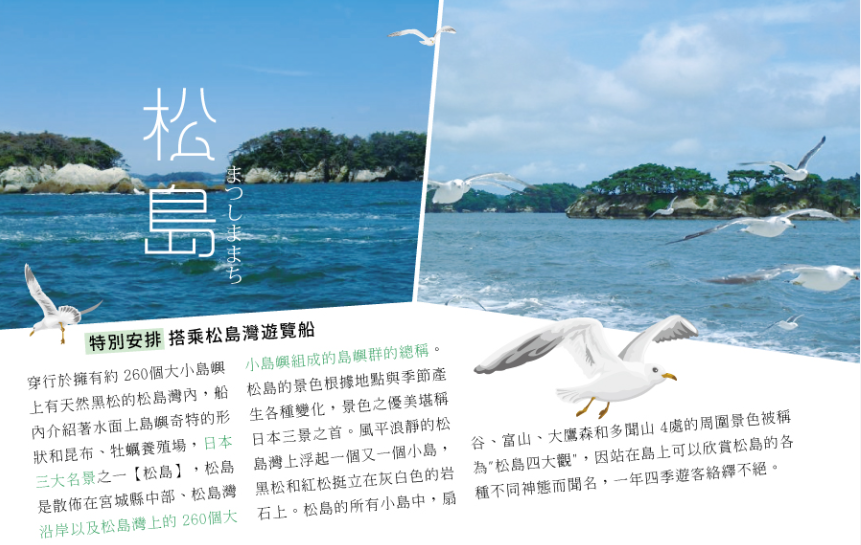 松島
まつしままち
特別安排 搭乘松島灣遊覽船
穿行於擁有約 260個大小島嶼
上有天然黑松的松島灣內，船
內介紹著水面上島嶼奇特的形
狀和昆布、牡蠣養殖場，日本
三大名景之一【松島】，松島
是散佈在宮城縣中部、松島灣
沿岸以及松島灣上的 260個大
小島嶼組成的島嶼群的總稱。
松島的景色根據地點與季節產
生各種變化，景色之優美堪稱
日本三景之首。風平浪靜的松
島灣上浮起一個又一個小島，
黑松和紅松挺立在灰白色的岩
石上。松島的所有小島中，扇
谷、富山、大鷹森和多聞山 4處的周圍景色被稱
為"松島四大觀"，因站在島上可以欣賞松島的各
種不同神態而聞名，一年四季遊客絡繹不絕。